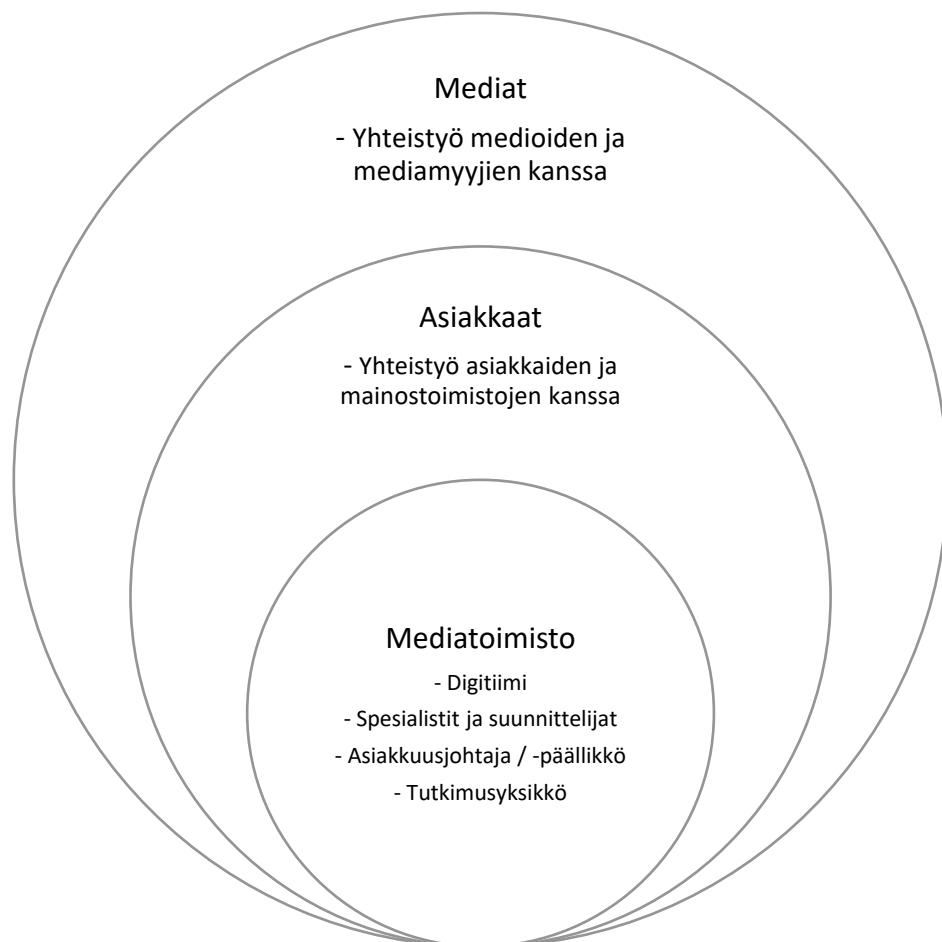 Mediat
- Yhteistyö medioiden ja
mediamyyjien kanssa
Asiakkaat
- Yhteistyö asiakkaiden ja
mainostoimistojen kanssa
Mediatoimisto
- Digitiimi
- Spesialistit ja suunnittelijat
- Asiakkuusjohtaja / -päällikkö
- Tutkimusyksikkö